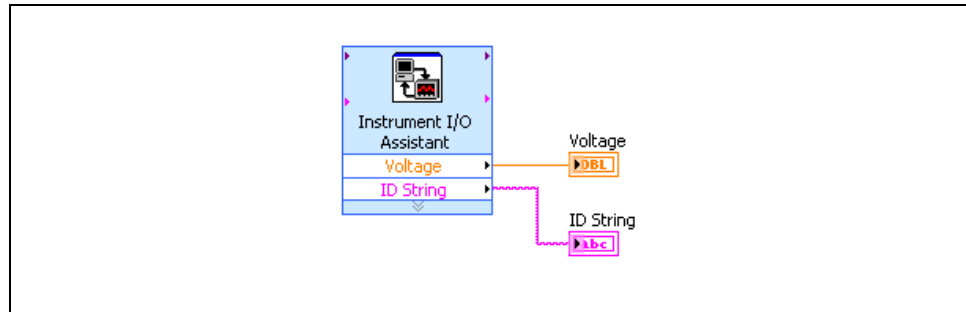 Instrument I/O
Assistant
Voltage
ID String
Voltage
DBL
ID String
abc